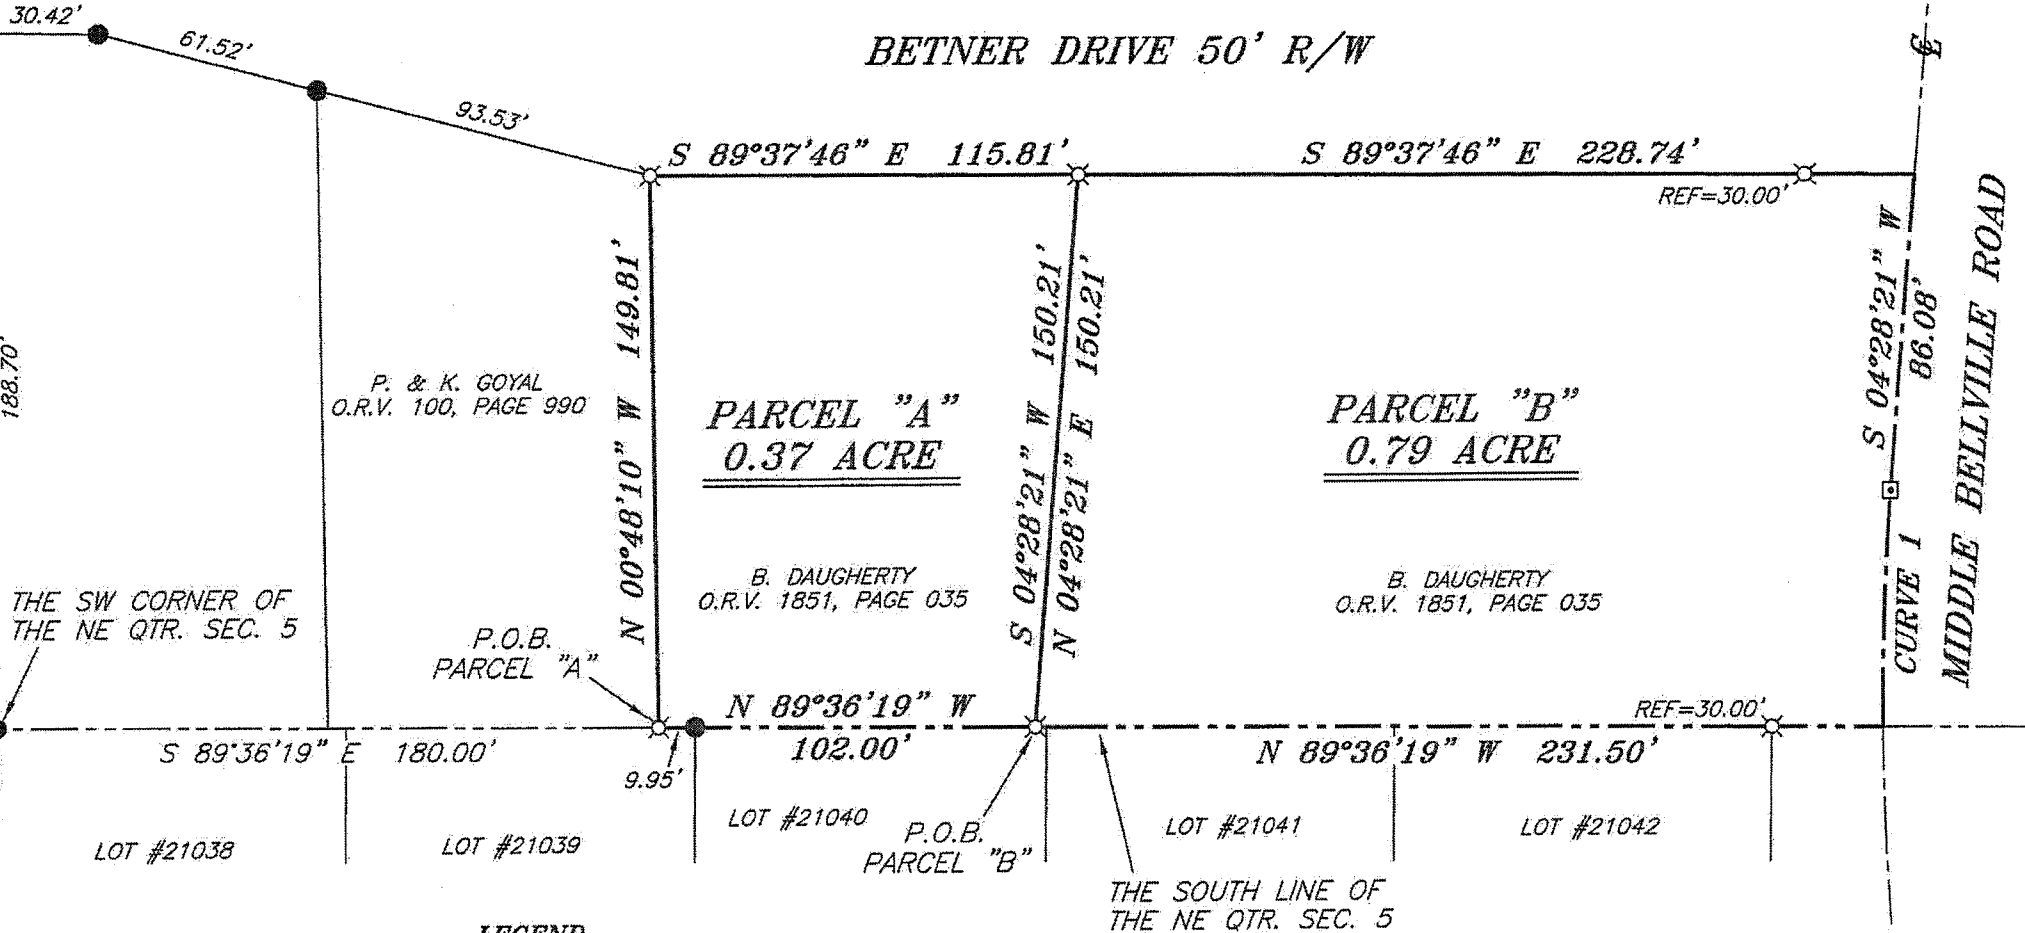 30.42'
61.52'
BETNER DRIVE 50' R/W
93.53'
S 89°37'46" E 115.81'
S 89°37'46" E 228.74'
REF=30.00'
188.70'
P. & K. GOYAL
O.R.V. 100, PAGE 990
N 00°48'10" W 149.81'
PARCEL "A"
0.37 ACRE
B. DAUGHERTY
O.R.V. 1851, PAGE 035
S 04°28'21" W 150.21'
N 04°28'21" E 150.21'
PARCEL "B"
0.79 ACRE
B. DAUGHERTY
O.R.V. 1851, PAGE 035
S 04°28'21" W
86.08'
CURVE 1
MIDDLE BELLVILLE ROAD
THE SW CORNER OF
THE NE QTR. SEC. 5
P.O.B.
PARCEL "A"
S 89°36'19" E 180.00'
9.95'
N 89°36'19" W
102.00'
REF=30.00'
N 89°36'19" W 231.50'
LOT #21038
LOT #21039
LOT #21040
P.O.B.
PARCEL "B"
LOT #21041
LOT #21042
THE SOUTH LINE OF
THE NE QTR. SEC. 5
LEGEND